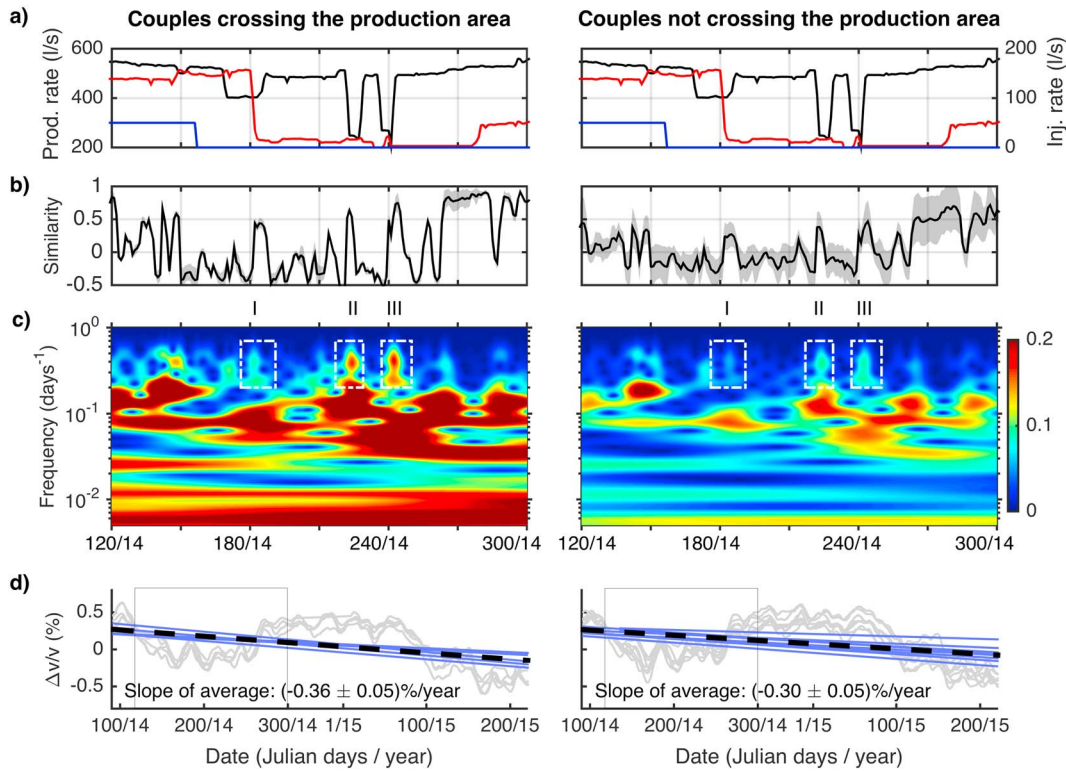 a) Couples crossing the production area Couples not crossing the production area
Prod. rate (l/s) 600 400 200
200 100 0 Inj. rate (l/s)
b) Similarity 1 0.5 0 -0.5
I II III I II III
c) Frequency (days-1) 10^0 10^-1 10^-2
0.2 0.1 0
120/14 180/14 240/14 300/14 120/14 180/14 240/14 300/14
d) Δv/v (%) 0.5 0 -0.5
Slope of average: (-0.36 ± 0.05)%/year Slope of average: (-0.30 ± 0.05)%/year
100/14 200/14 300/14 1/15 100/15 200/15 100/14 200/14 300/14 1/15 100/15 200/15
Date (Julian days / year) Date (Julian days / year)